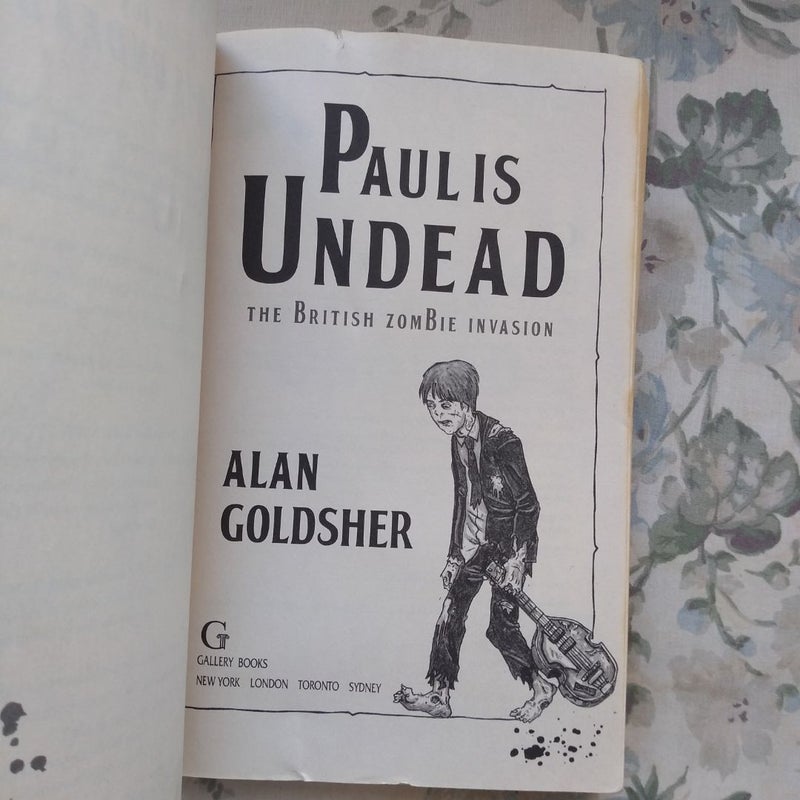 PAUL IS
UNDEAD
THE BRITISH ZOMBIE INVASION
ALAN
GOLDSHER
G
GALLERY BOOKS
NEW YORK LONDON TORONTO SYDNEY